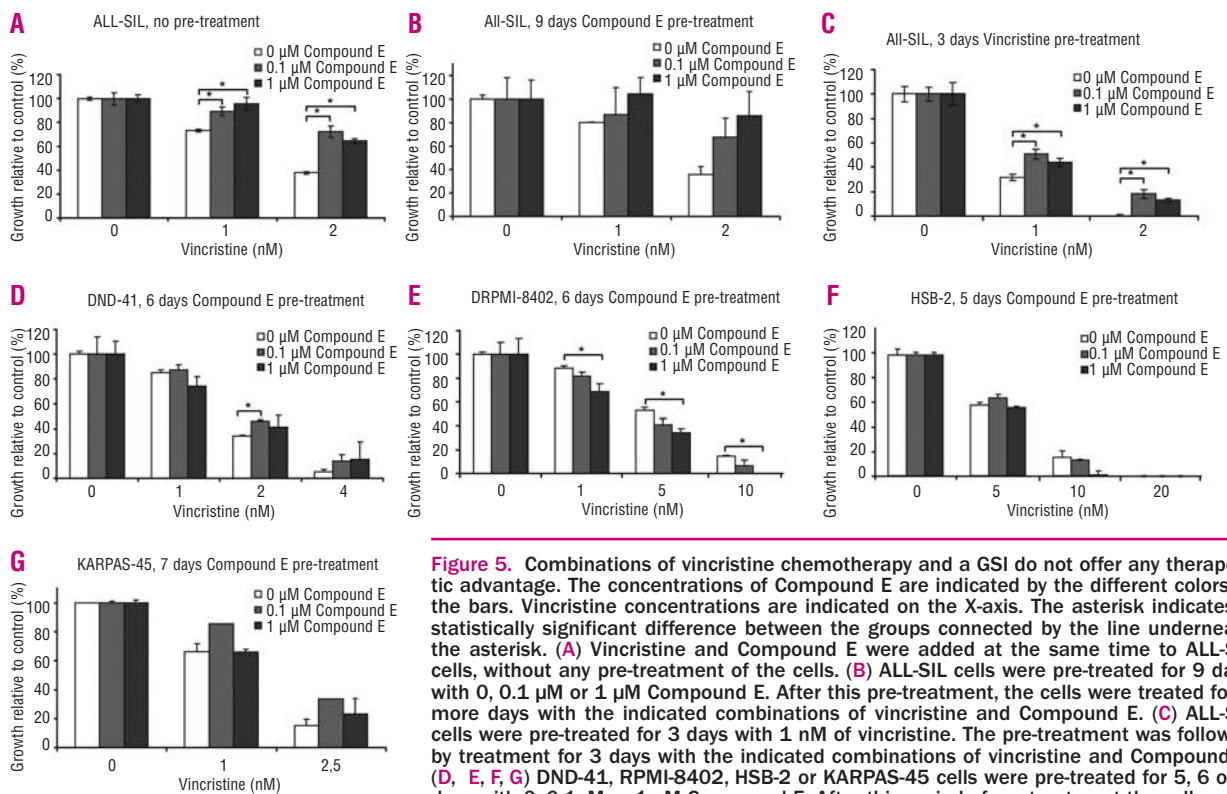 A
ALL-SIL, no pre-treatment
0 µM Compound E
0.1 µM Compound E
1 µM Compound E
Growth relative to control (%)
120
100
80
60
40
20
0
* * * *
0 1 2
Vincristine (nM)
B
All-SIL, 9 days Compound E pre-treatment
0 µM Compound E
0.1 µM Compound E
1 µM Compound E
Growth relative to control (%)
120
100
80
60
40
20
0
0 1 2
Vincristine (nM)
C
All-SIL, 3 days Vincristine pre-treatment
0 µM Compound E
0.1 µM Compound E
1 µM Compound E
Growth relative to control (%)
120
100
80
60
40
20
0
* * * *
0 1 2
Vincristine (nM)
D
DND-41, 6 days Compound E pre-treatment
0 µM Compound E
0.1 µM Compound E
1 µM Compound E
Growth relative to control (%)
120
100
80
60
40
20
0
*
0 1 2 4
Vincristine (nM)
E
DRPMI-8402, 6 days Compound E pre-treatment
0 µM Compound E
0.1 µM Compound E
1 µM Compound E
Growth relative to control (%)
120
100
80
60
40
20
0
* * *
0 1 5 10
Vincristine (nM)
F
HSB-2, 5 days Compound E pre-treatment
0 µM Compound E
0.1 µM Compound E
1 µM Compound E
Growth relative to control (%)
120
100
80
60
40
20
0
0 5 10 20
Vincristine (nM)
G
KARPAS-45, 7 days Compound E pre-treatment
0 µM Compound E
0.1 µM Compound E
1 µM Compound E
Growth relative to control (%)
100
80
60
40
20
0
0 1 2,5
Vincristine (nM)
Figure 5. Combinations of vincristine chemotherapy and a GSI do not offer any therape
tic advantage. The concentrations of Compound E are indicated by the different colors
the bars. Vincristine concentrations are indicated on the X-axis. The asterisk indicates
statistically significant difference between the groups connected by the line undernea
the asterisk. (A) Vincristine and Compound E were added at the same time to ALL-S
cells, without any pre-treatment of the cells. (B) ALL-SIL cells were pre-treated for 9 da
with 0, 0.1 µM or 1 µM Compound E. After this pre-treatment, the cells were treated fo
more days with the indicated combinations of vincristine and Compound E. (C) ALL-S
cells were pre-treated for 3 days with 1 nM of vincristine. The pre-treatment was follow
by treatment for 3 days with the indicated combinations of vincristine and Compound
(D, E, F, G) DND-41, RPMI-8402, HSB-2 or KARPAS-45 cells were pre-treated for 5, 6 o